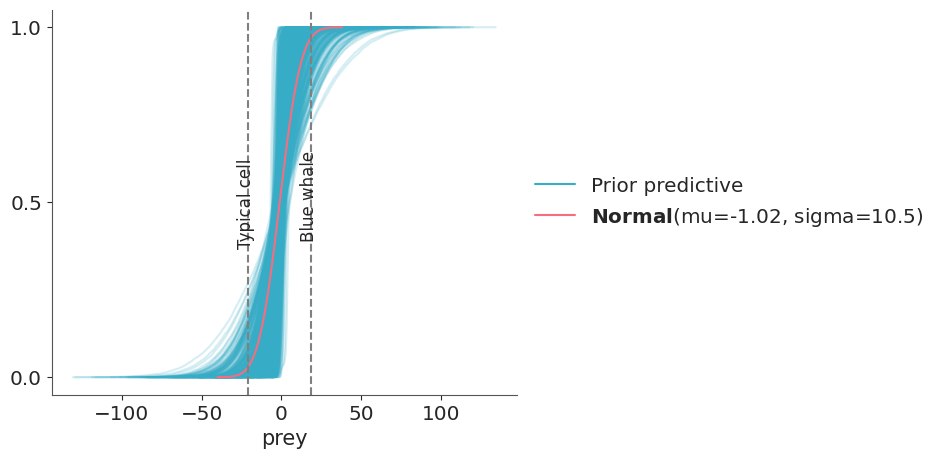 1.0
0.5
0.0
Typical cell
Blue whale
−100
−50
0
50
100
prey
Prior predictive
Normal(mu=-1.02, sigma=10.5)